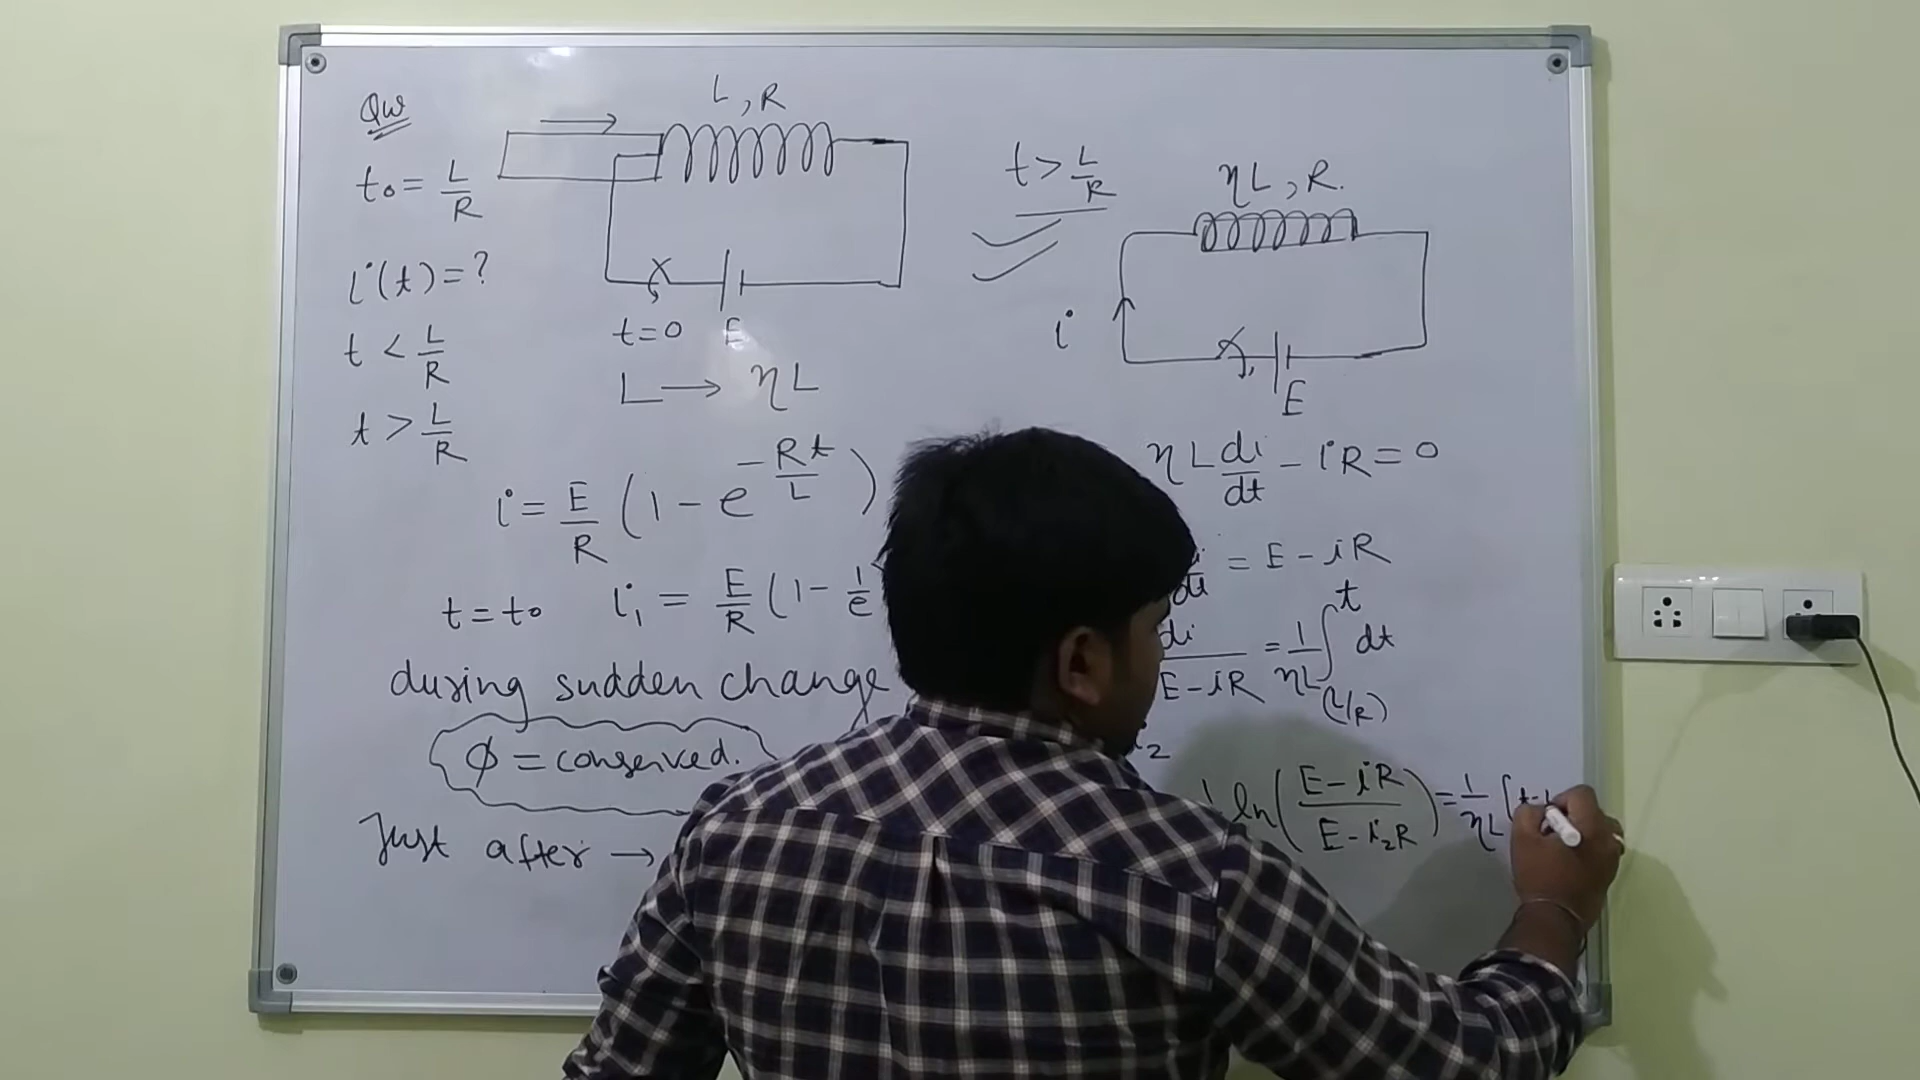 Qus
t₀ = L/R
i(t) = ?
t < L/R
t > L/R
L, R
t=0 E
L → ηL
i = E/R (1 - e^(-Rt/L))
t = t₀ i₁ = E/R (1 - 1/e
during sudden change
φ = conserved.
Just after →
t > L/R
ηL, R.
i
E
ηL di/dt - iR = 0
= E - iR
di/(E - iR) = 1/ηL ∫_(L/R)^t dt
ln((E - iR)/(E - i₂R)) = 1/ηL [t -